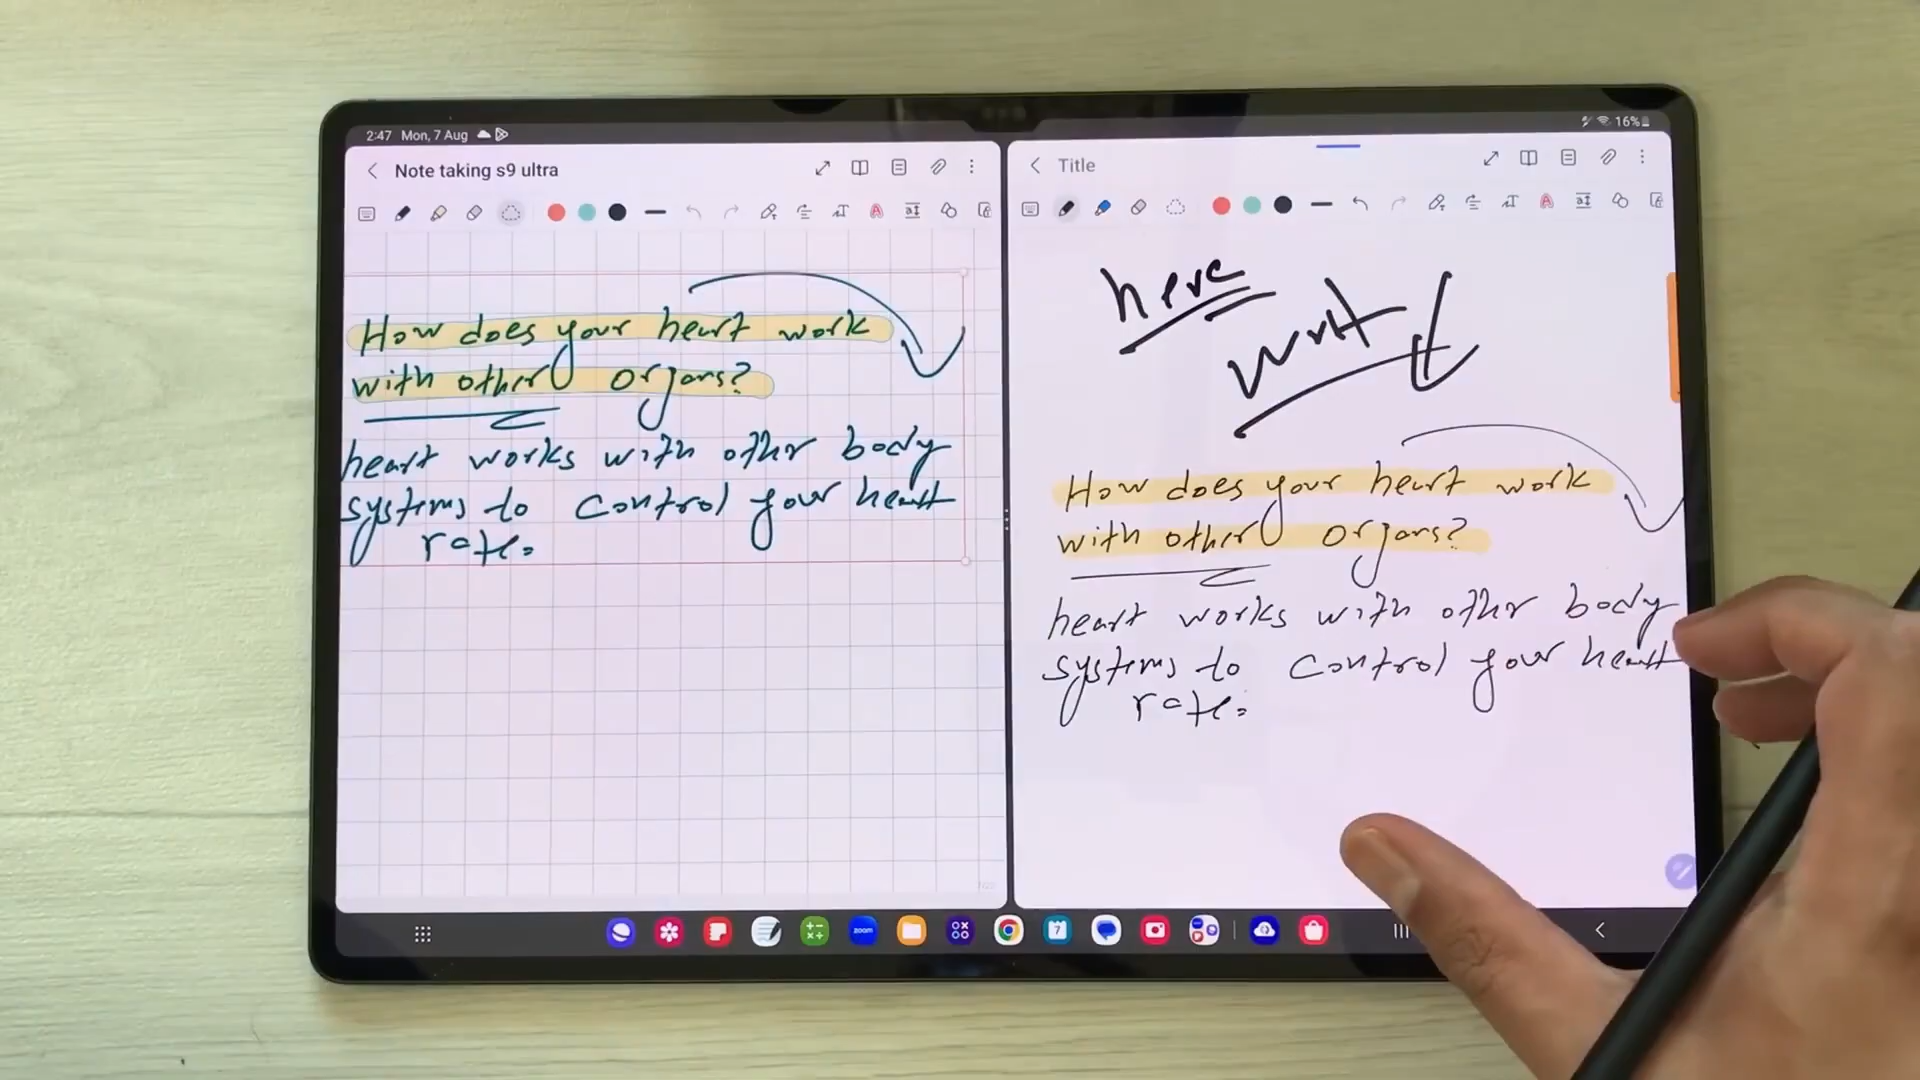 2:47 Mon, 7 Aug
16%
Note taking s9 ultra
How does your heart work
with other organs?
heart works with other body
systems to control your heart
rate.
Title
here
writ
How does your heart work
with other organs?
heart works with other body
systems to control your heart
rate.
zoom
7